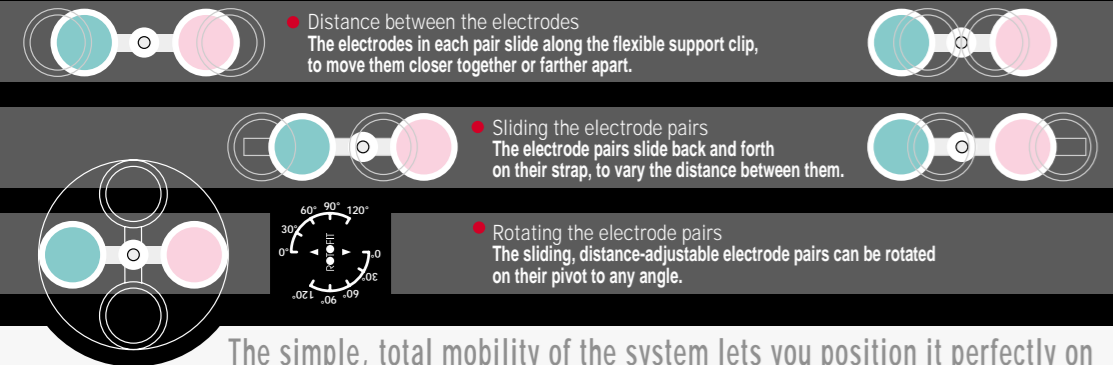 Distance between the electrodes
The electrodes in each pair slide along the flexible support clip,
to move them closer together or farther apart.
Sliding the electrode pairs
The electrode pairs slide back and forth
on their strap, to vary the distance between them.
60° 90° 120°
30°
0°
ROTOFIT
0°
30°
120° 90° 60°
Rotating the electrode pairs
The sliding, distance-adjustable electrode pairs can be rotated
on their pivot to any angle.
The simple, total mobility of the system lets you position it perfectly on